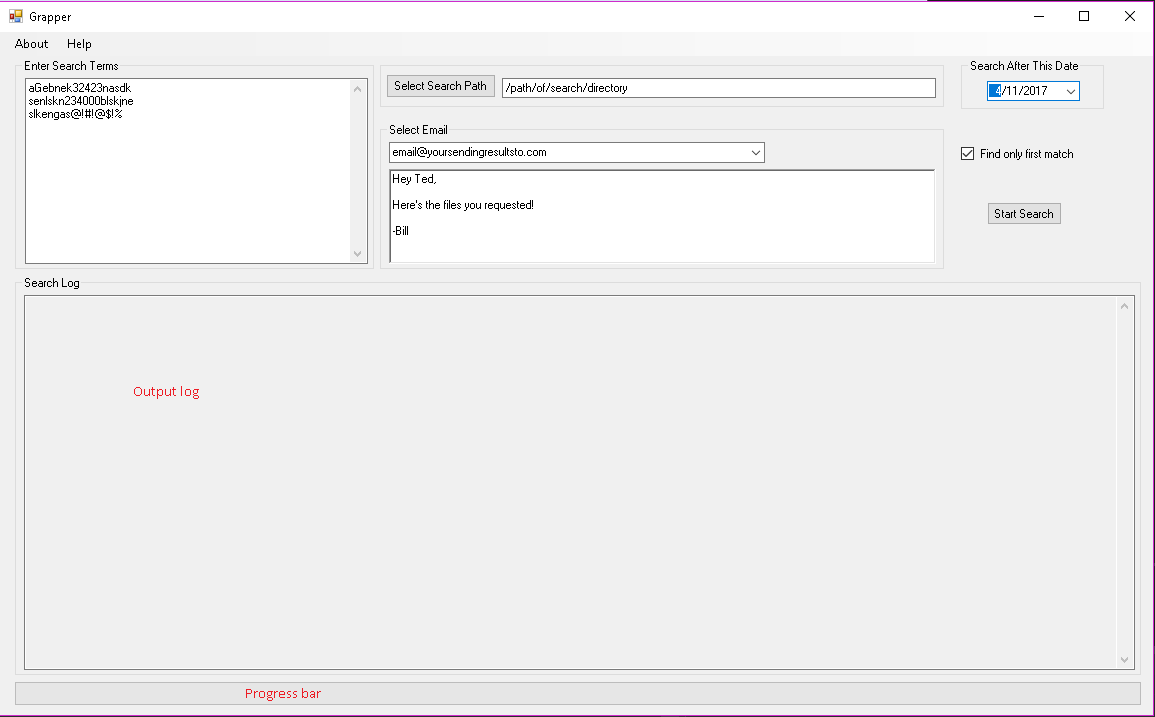 Grapper
About Help
Enter Search Terms
aGebnek32423nasdk
senlskn234000blskjne
slkengas@!#!@$!%
Select Search Path /path/of/search/directory
Select Email
email@yoursendingresultsto.com
Hey Ted,
Here's the files you requested!
-Bill
Search After This Date
4/11/2017
Find only first match
Start Search
Search Log
Output log
Progress bar